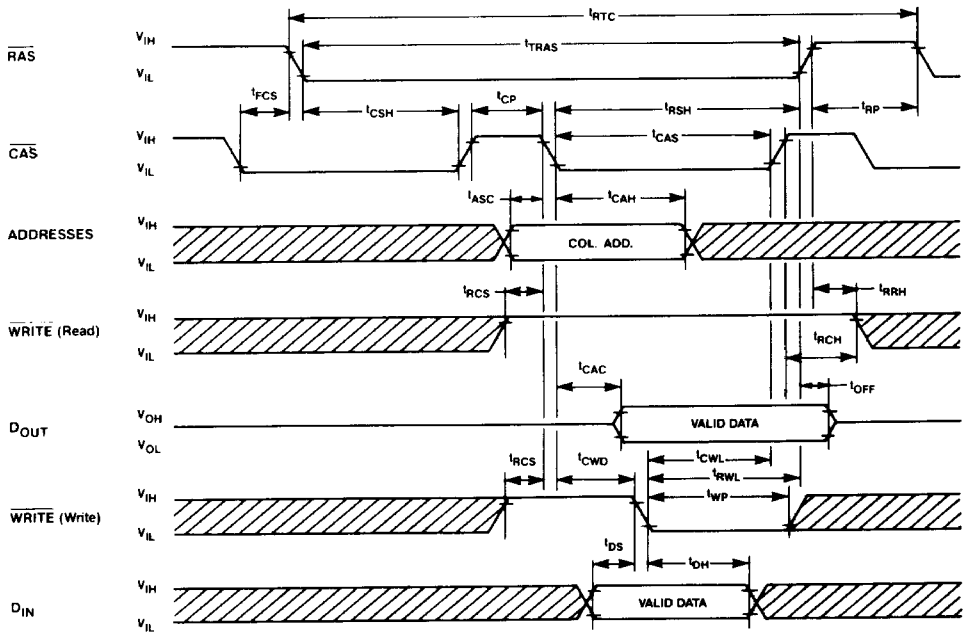 tRTC
RAS
VIH
VIL
tTRAS
tFCS
tCSH
tCP
tRSH
tRP
CAS
VIH
VIL
tCAS
tASC
tCAH
ADDRESSES
VIH
VIL
COL. ADD.
tRCS
tRRH
WRITE (Read)
VIH
VIL
tRCH
tCAC
tOFF
DOUT
VOH
VOL
VALID DATA
tRCS
tCWD
tCWL
tRWL
tWP
WRITE (Write)
VIH
VIL
tDS
tDH
DIN
VIH
VIL
VALID DATA